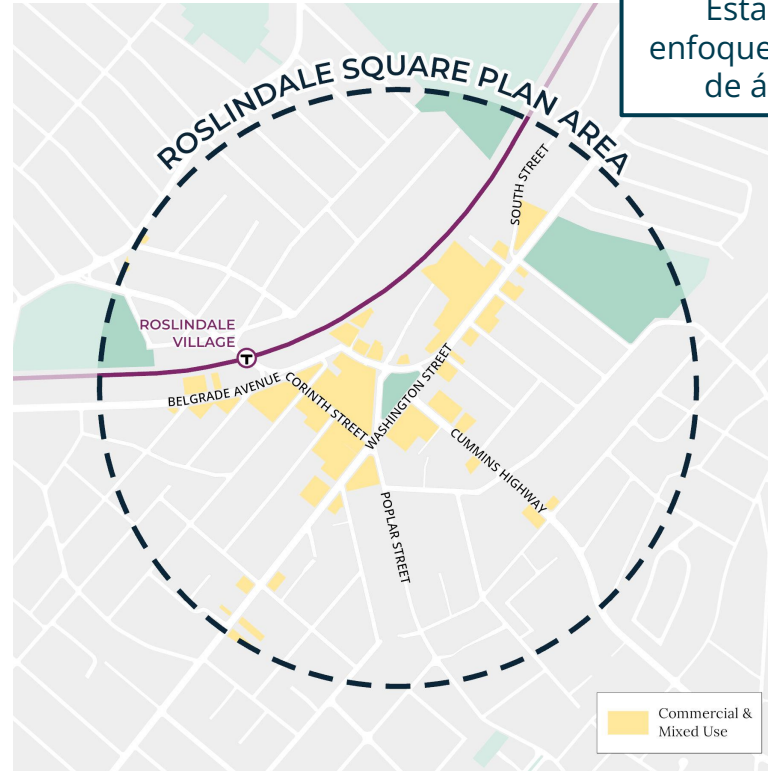 Esta
enfoque
de á
ROSLINDALE SQUARE PLAN AREA
SOUTH STREET
ROSLINDALE
VILLAGE
T
BELGRADE AVENUE
CORINTH STREET
WASHINGTON STREET
CUMMINS HIGHWAY
POPLAR STREET
Commercial &
Mixed Use